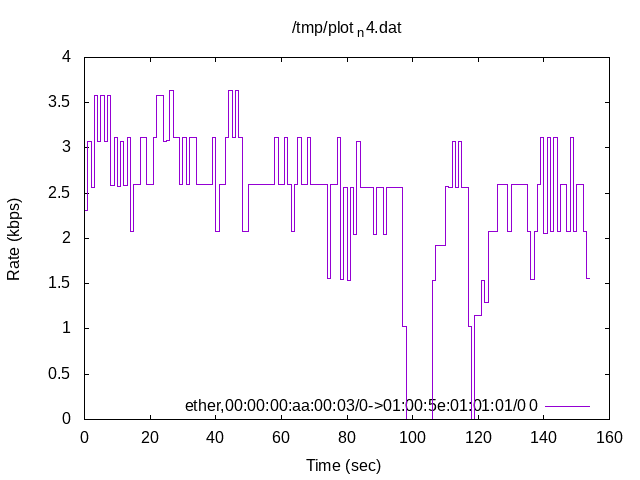 /tmp/plot n4.dat
4
3.5
3
2.5
2
1.5
1
0.5
0
Rate (kbps)
ether,00:00:00:aa:00:03/0->01:00:5e:01:01:01/0 0
0 20 40 60 80 100 120 140 160
Time (sec)